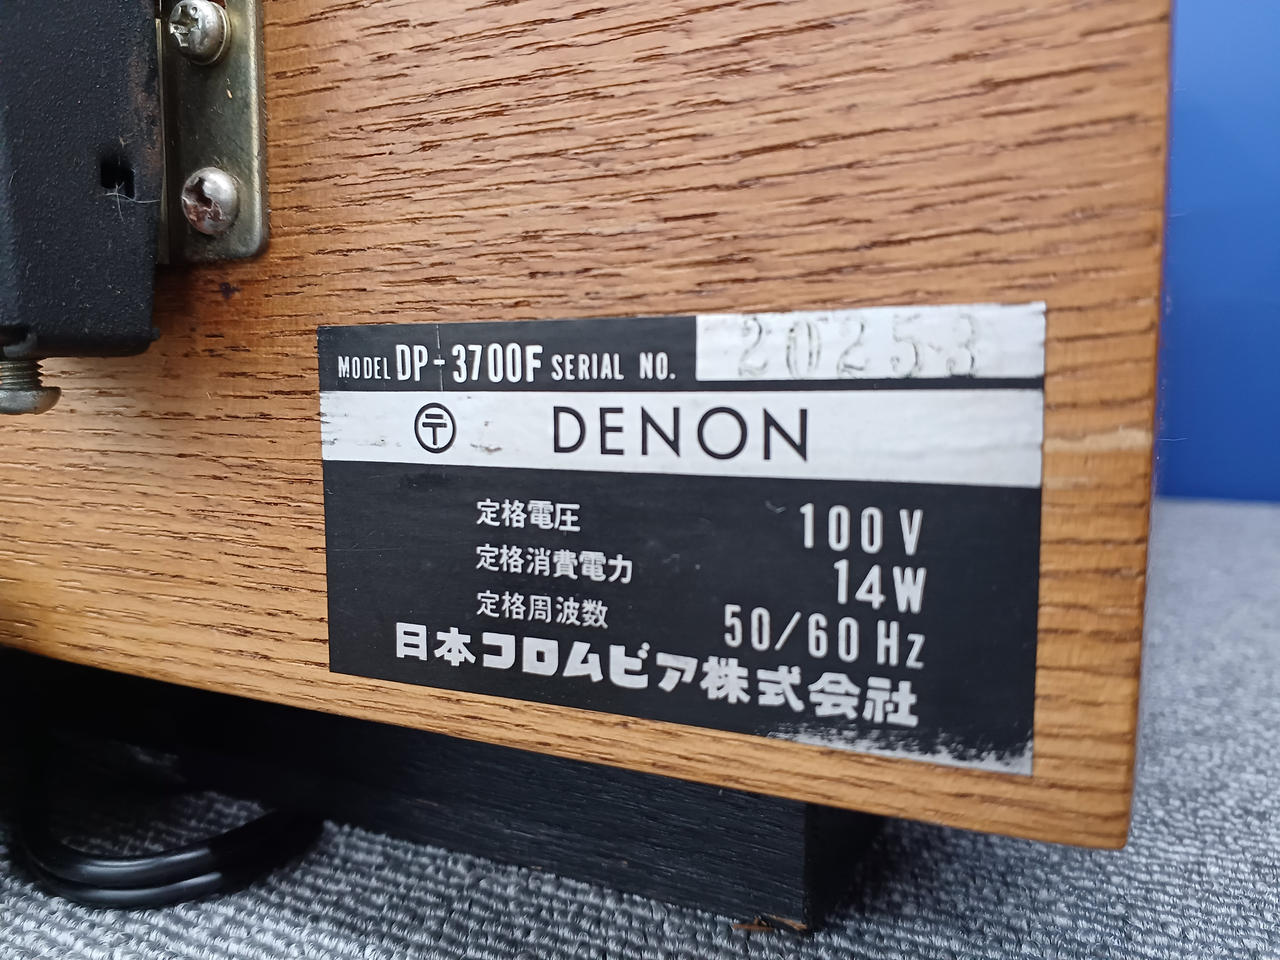 MODEL DP-3700F SERIAL NO. 20253
〶 DENON
定格電圧 100V
定格消費電力 14W
定格周波数 50/60Hz
日本コロムビア株式会社